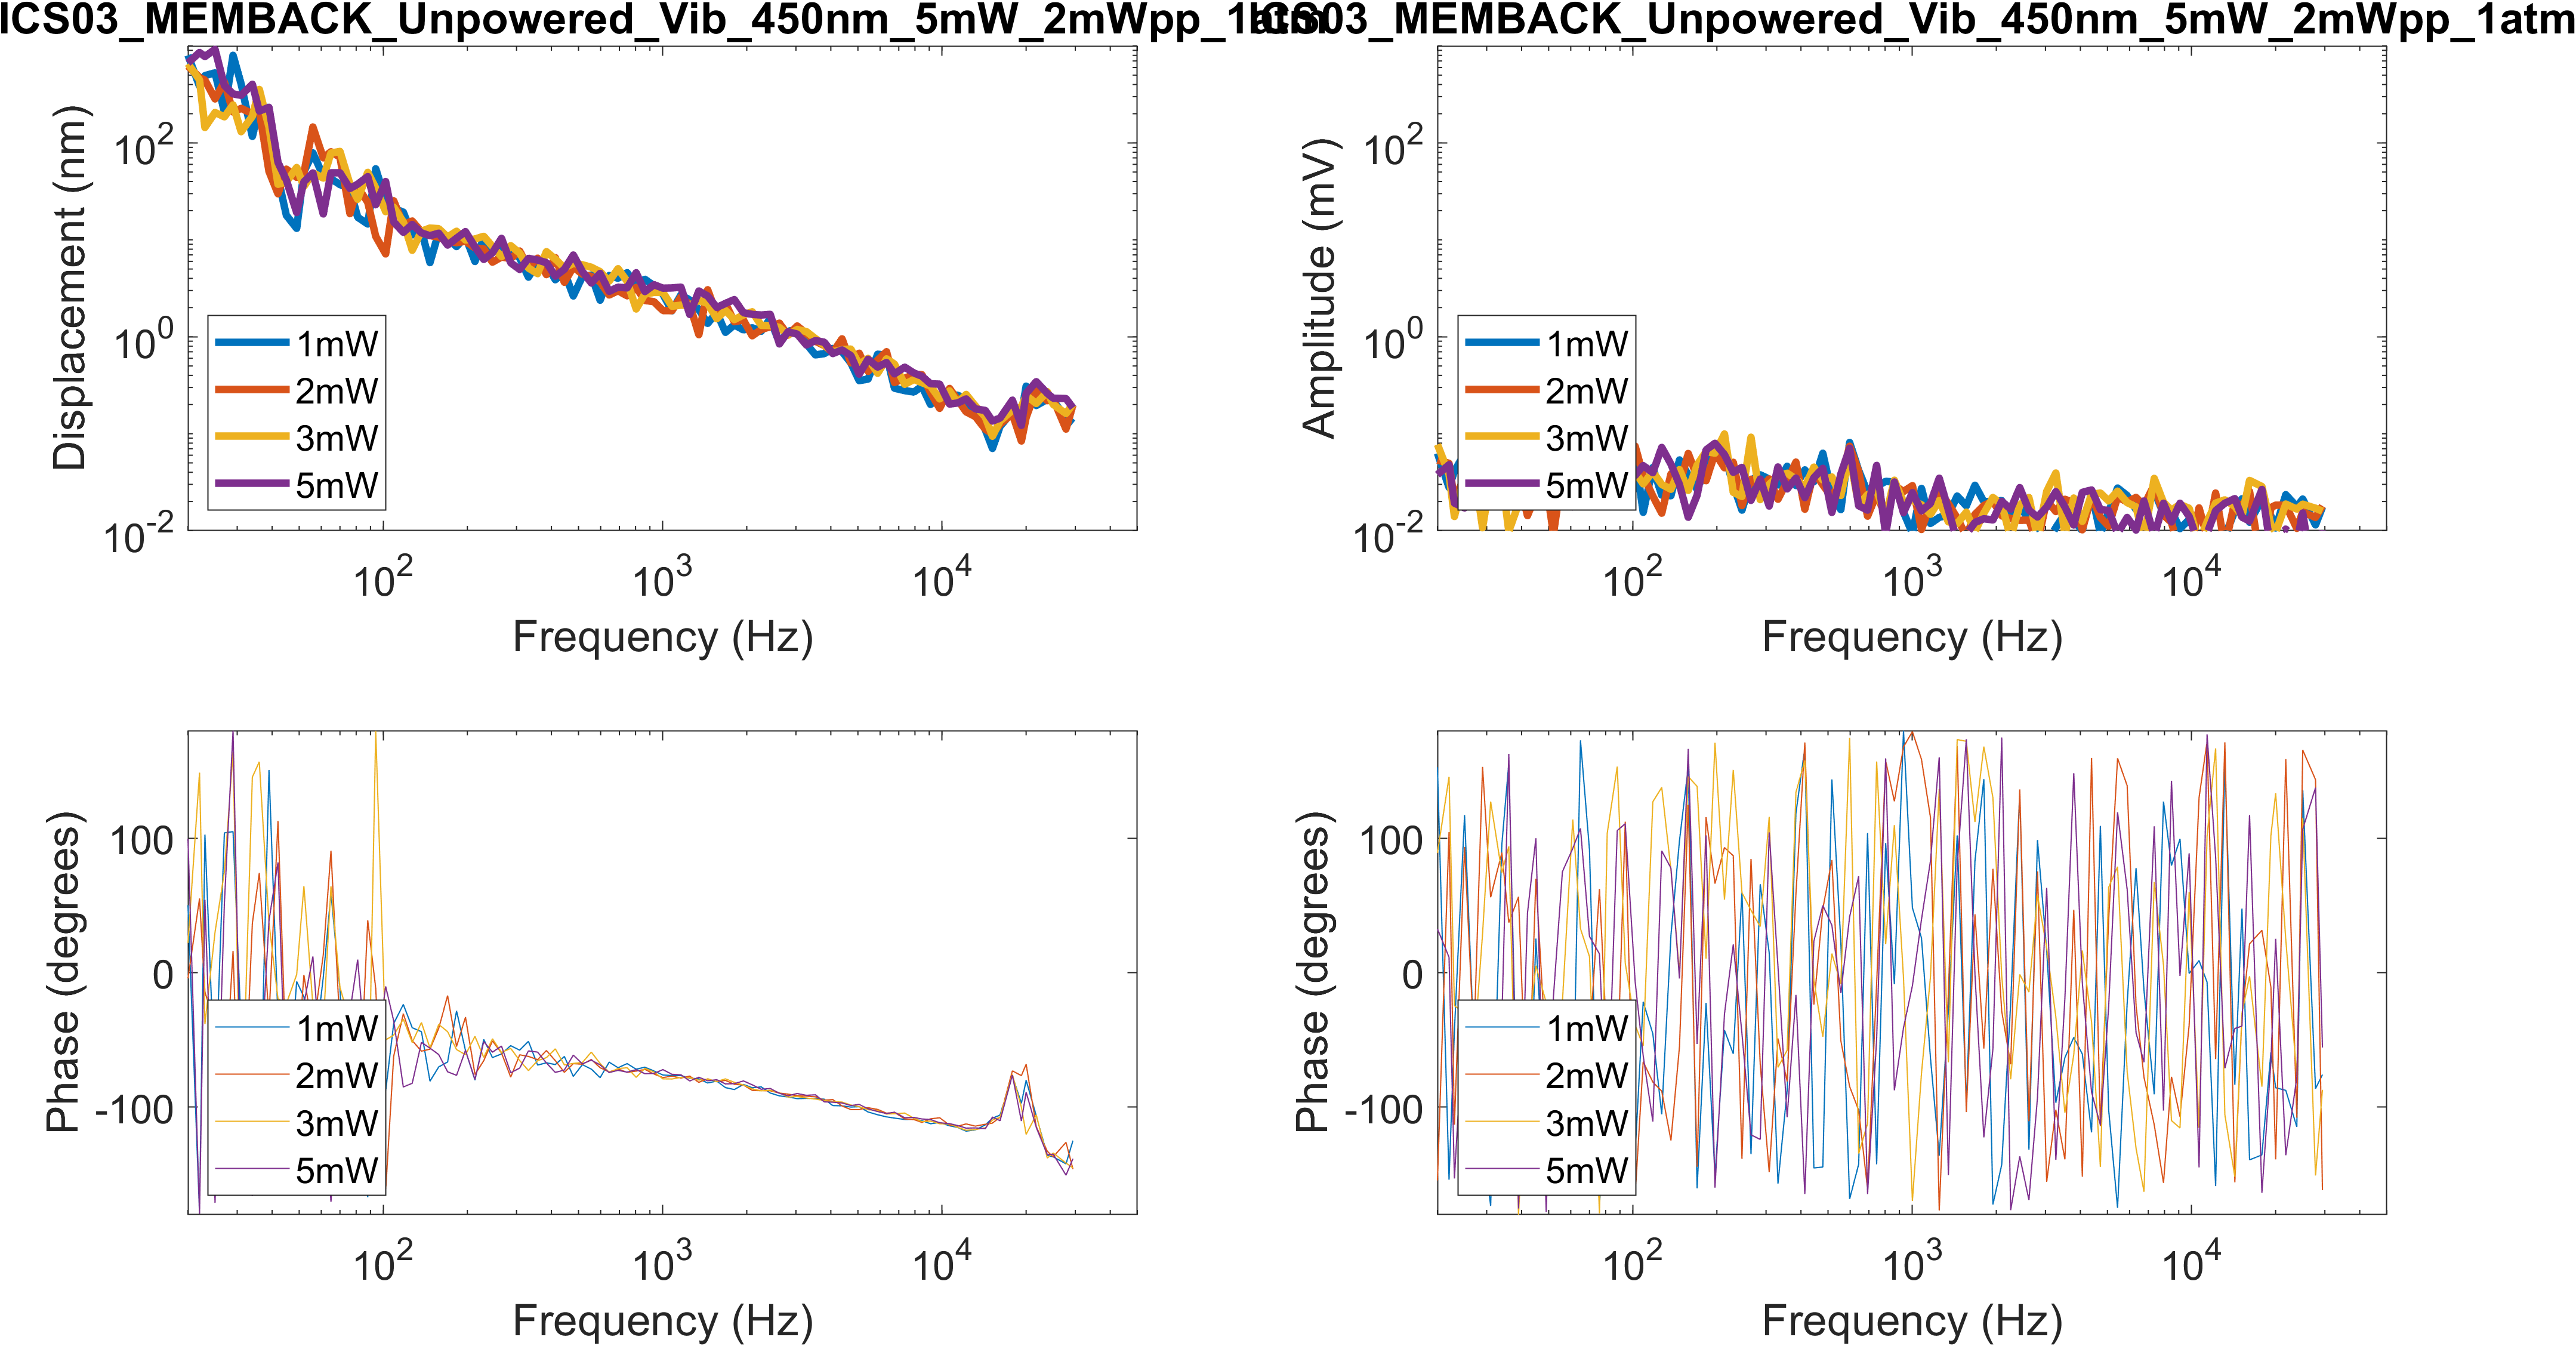 ICS03_MEMBACK_Unpowered_Vib_450nm_5mW_2mWpp_1atm
ICS03_MEMBACK_Unpowered_Vib_450nm_5mW_2mWpp_1atm
Displacement (nm)
10^2
10^0
10^-2
1mW
2mW
3mW
5mW
10^2
10^3
10^4
Frequency (Hz)
Amplitude (mV)
10^2
10^0
10^-2
1mW
2mW
3mW
5mW
10^2
10^3
10^4
Frequency (Hz)
Phase (degrees)
100
0
-100
1mW
2mW
3mW
5mW
10^2
10^3
10^4
Frequency (Hz)
Phase (degrees)
100
0
-100
1mW
2mW
3mW
5mW
10^2
10^3
10^4
Frequency (Hz)